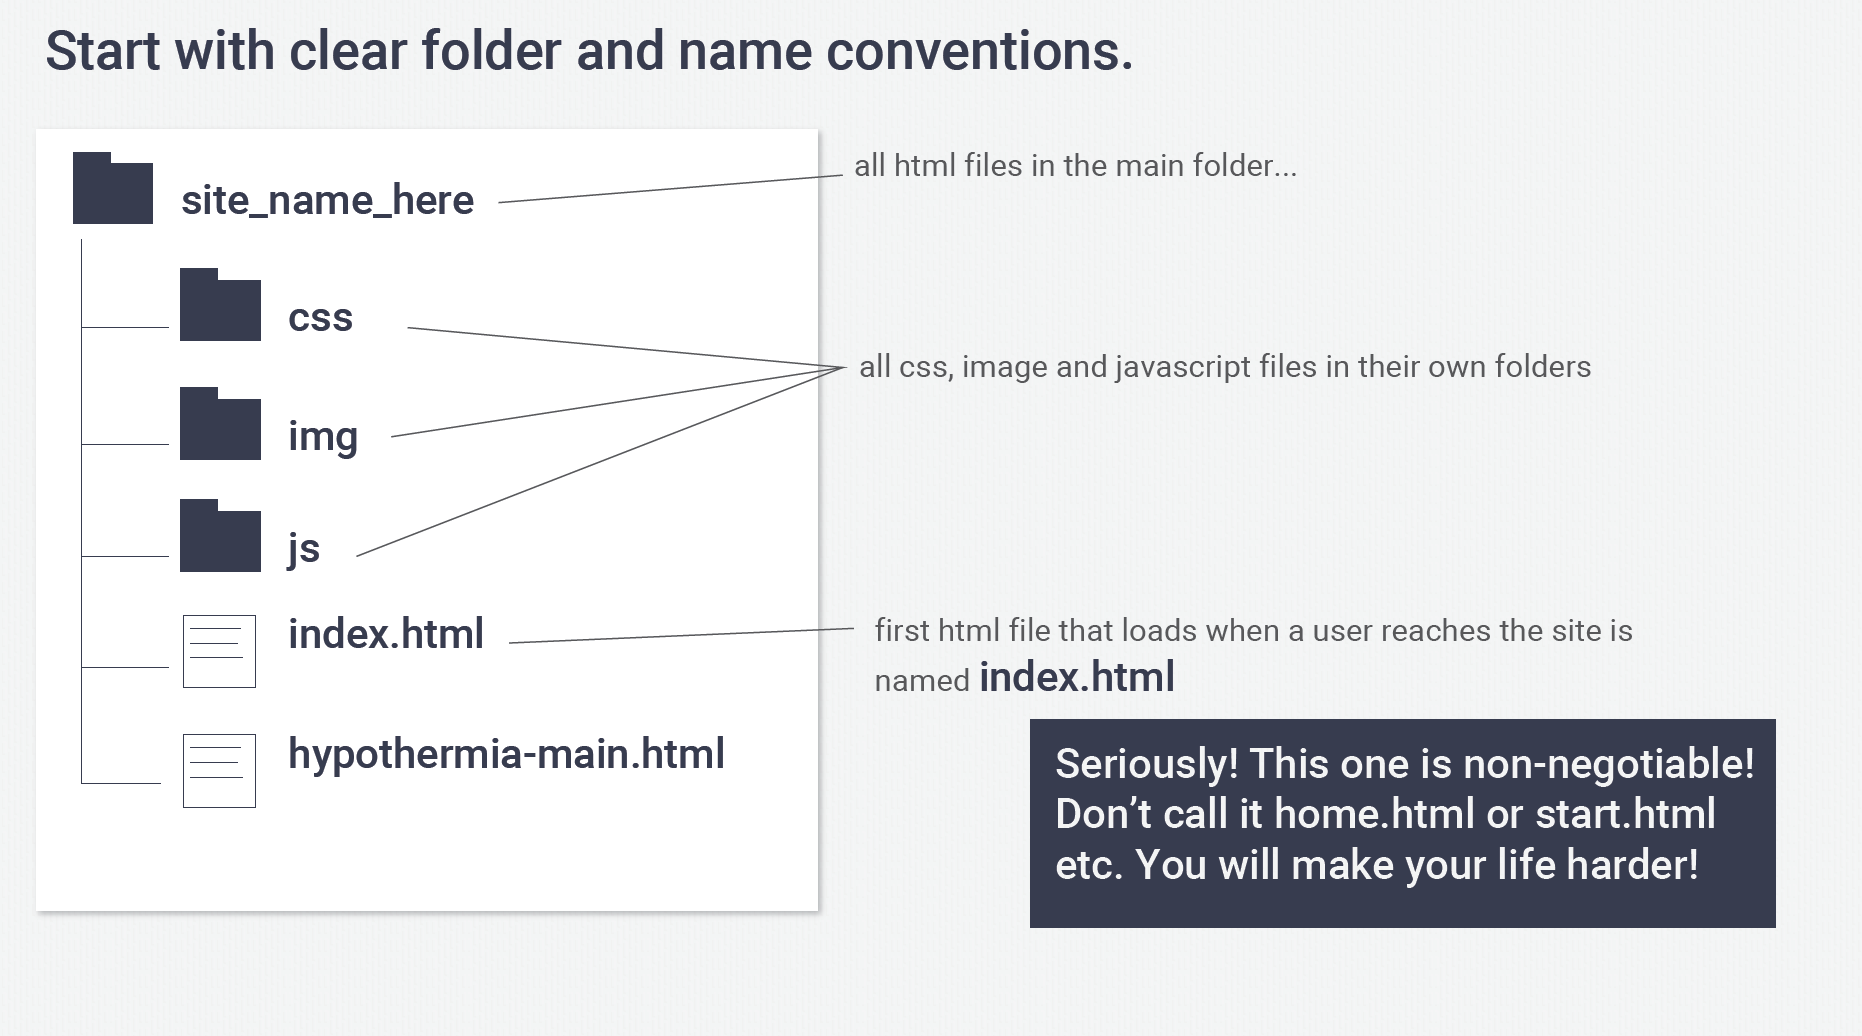 Start with clear folder and name conventions.
site_name_here
all html files in the main folder...
css
all css, image and javascript files in their own folders
img
js
index.html
first html file that loads when a user reaches the site is
named index.html
hypothermia-main.html
Seriously! This one is non-negotiable!
Don’t call it home.html or start.html
etc. You will make your life harder!